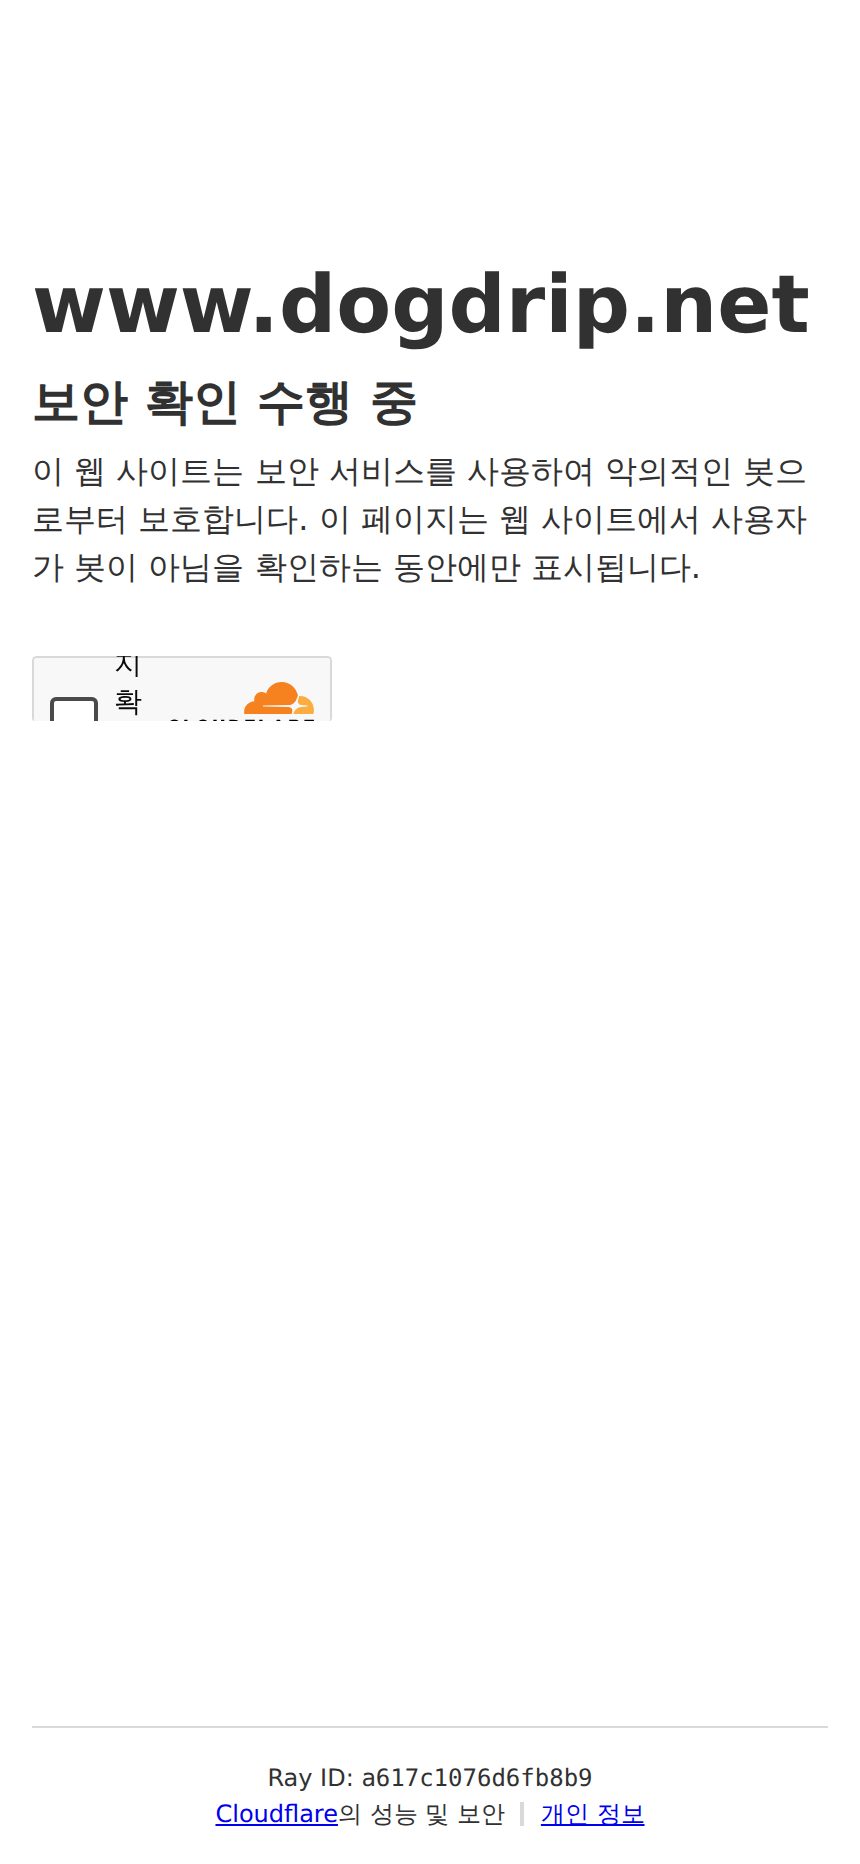 www.dogdrip.net
보안 확인 수행 중
이 웹 사이트는 보안 서비스를 사용하여 악의적인 봇으
로부터 보호합니다. 이 페이지는 웹 사이트에서 사용자
가 봇이 아님을 확인하는 동안에만 표시됩니다.
지
확
Ray ID: a617c1076d6fb8b9
Cloudflare의 성능 및 보안 | 개인 정보